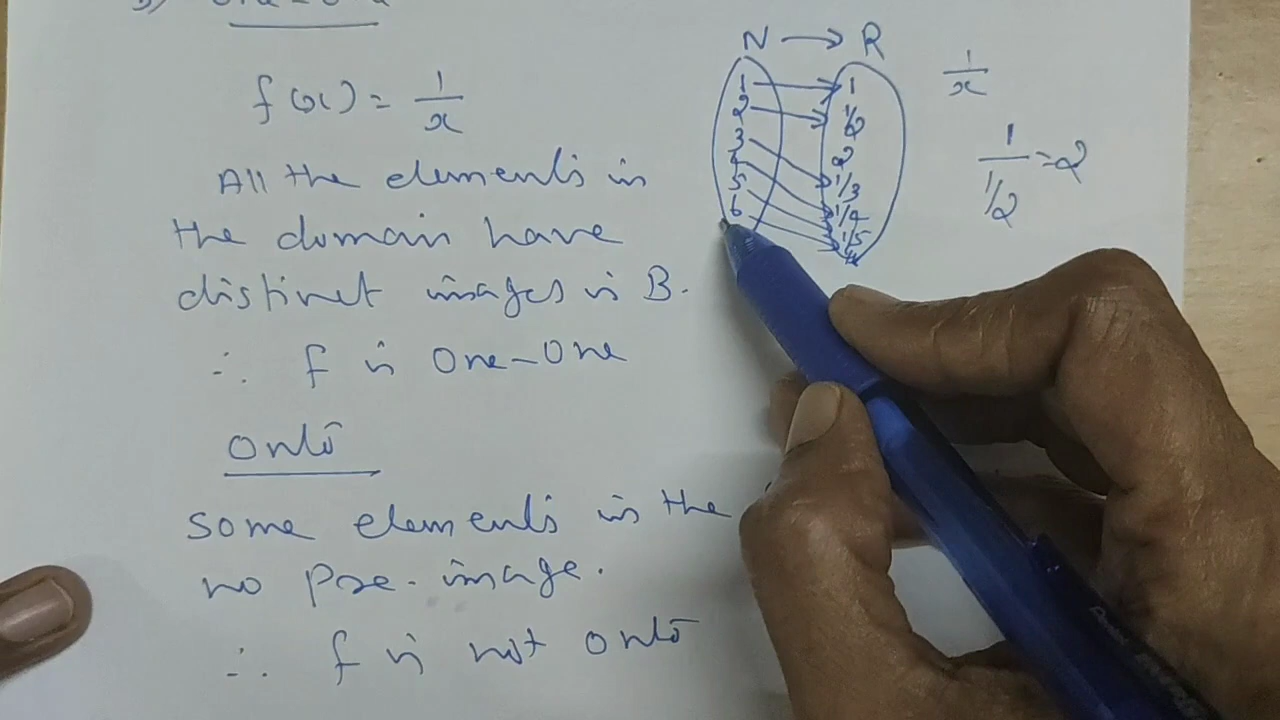 one-one
f(x) = 1/x
All the elements in
the domain have
distinct images in B.
∴ f is one-one
onto
some elements in the
no pre-image.
∴ f is not onto
N → R
1 1
2 1/2
3 2
4 1/3
5 1/4
6 1/5
1/x
1/(1/2) = 2